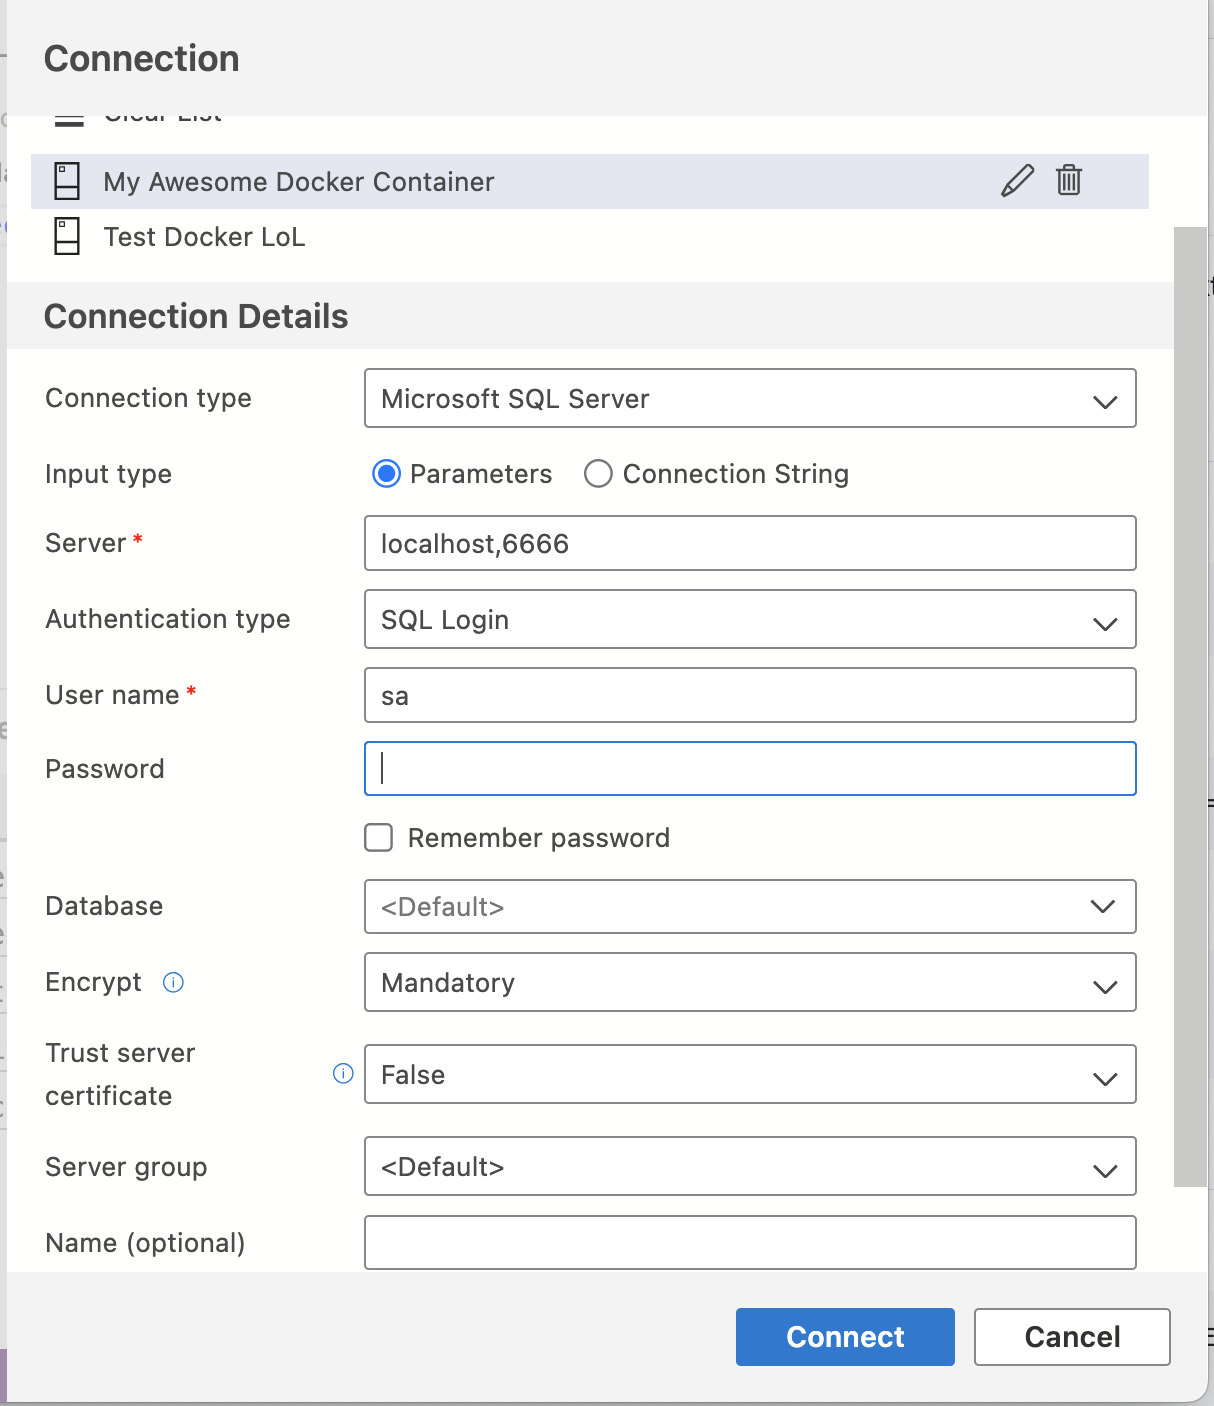 Connection
Clear List
My Awesome Docker Container
Test Docker LoL
Connection Details
Connection type
Microsoft SQL Server
Input type
Parameters
Connection String
Server *
localhost,6666
Authentication type
SQL Login
User name *
sa
Password
Remember password
Database
<Default>
Encrypt
Mandatory
Trust server
certificate
False
Server group
<Default>
Name (optional)
Connect
Cancel